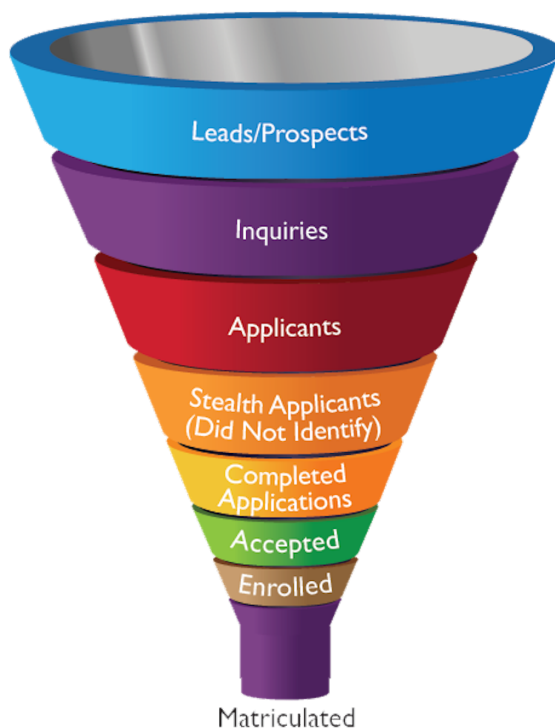 Leads/Prospects
Inquiries
Applicants
Stealth Applicants
(Did Not Identify)
Completed
Applications
Accepted
Enrolled
Matriculated